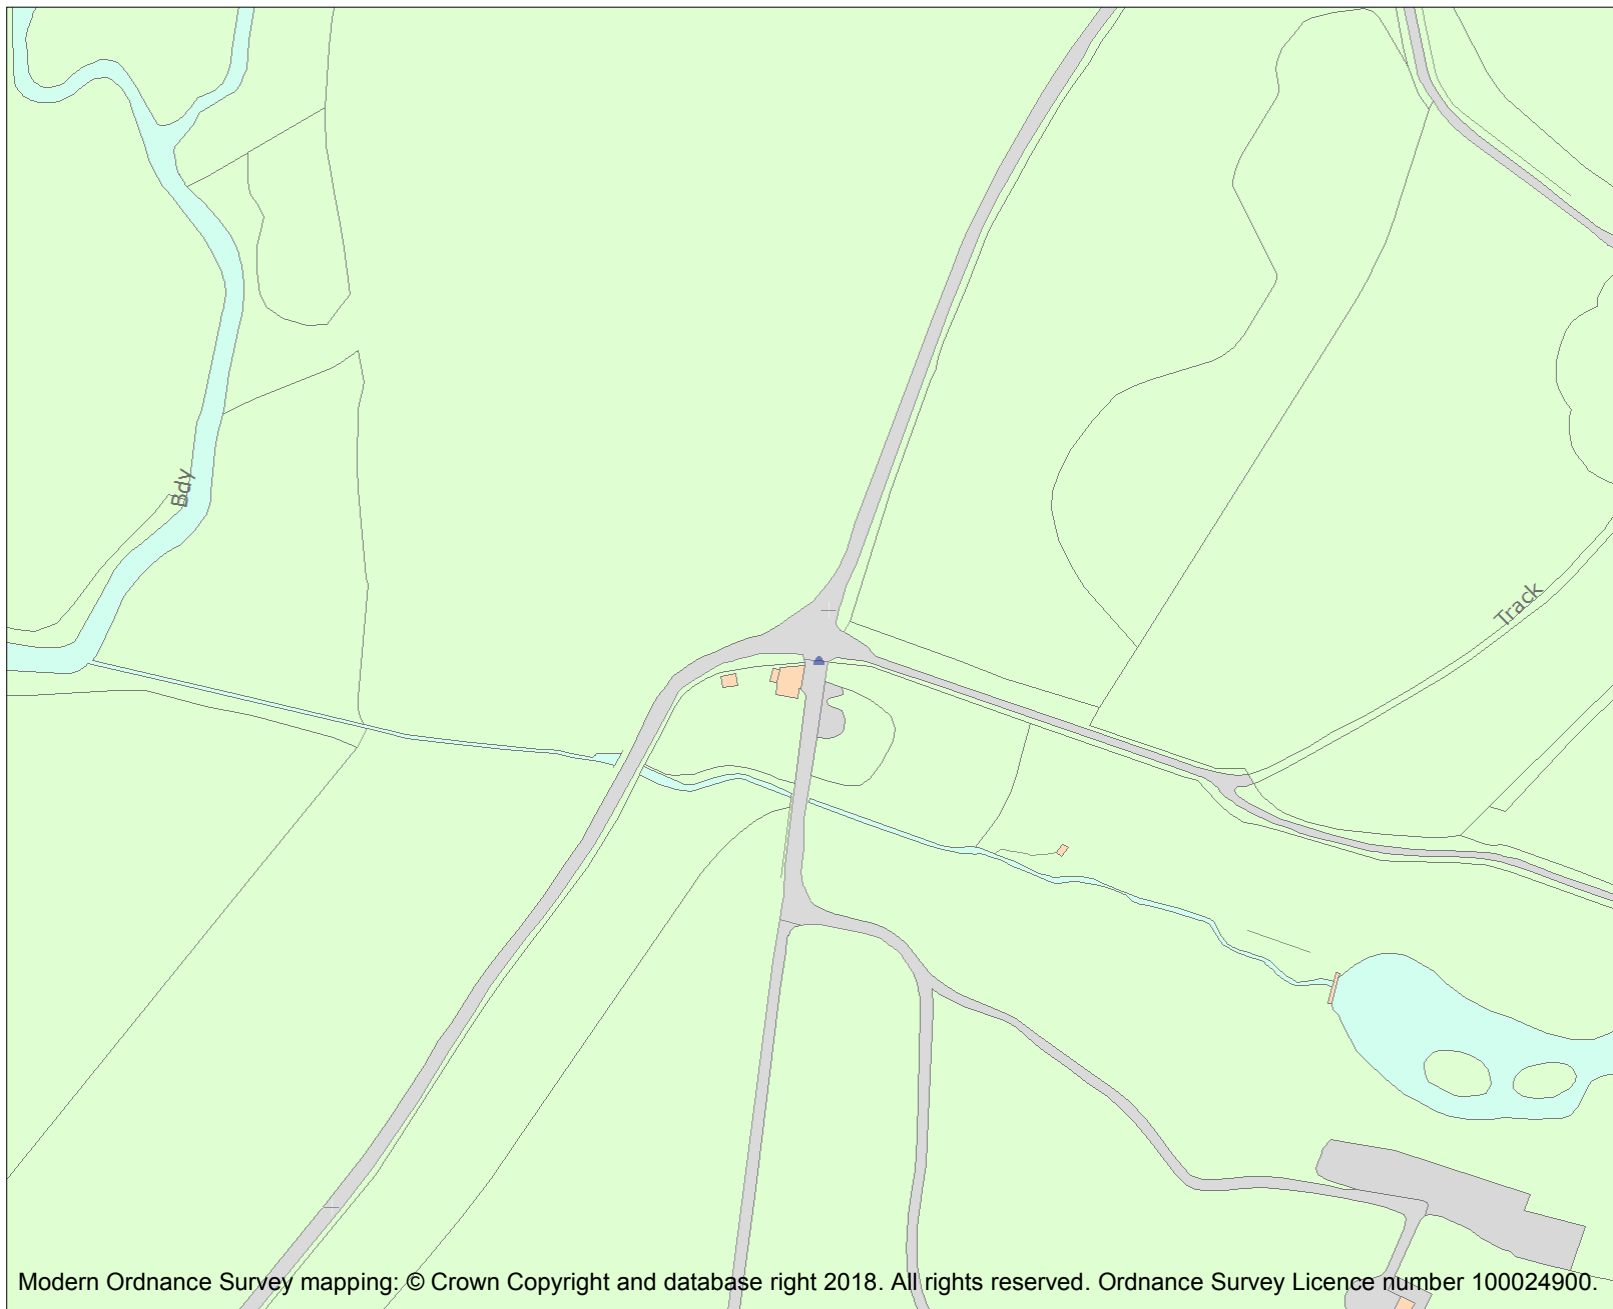 Bdy
Track
Modern Ordnance Survey mapping: © Crown Copyright and database right 2018. All rights reserved. Ordnance Survey Licence number 100024900.